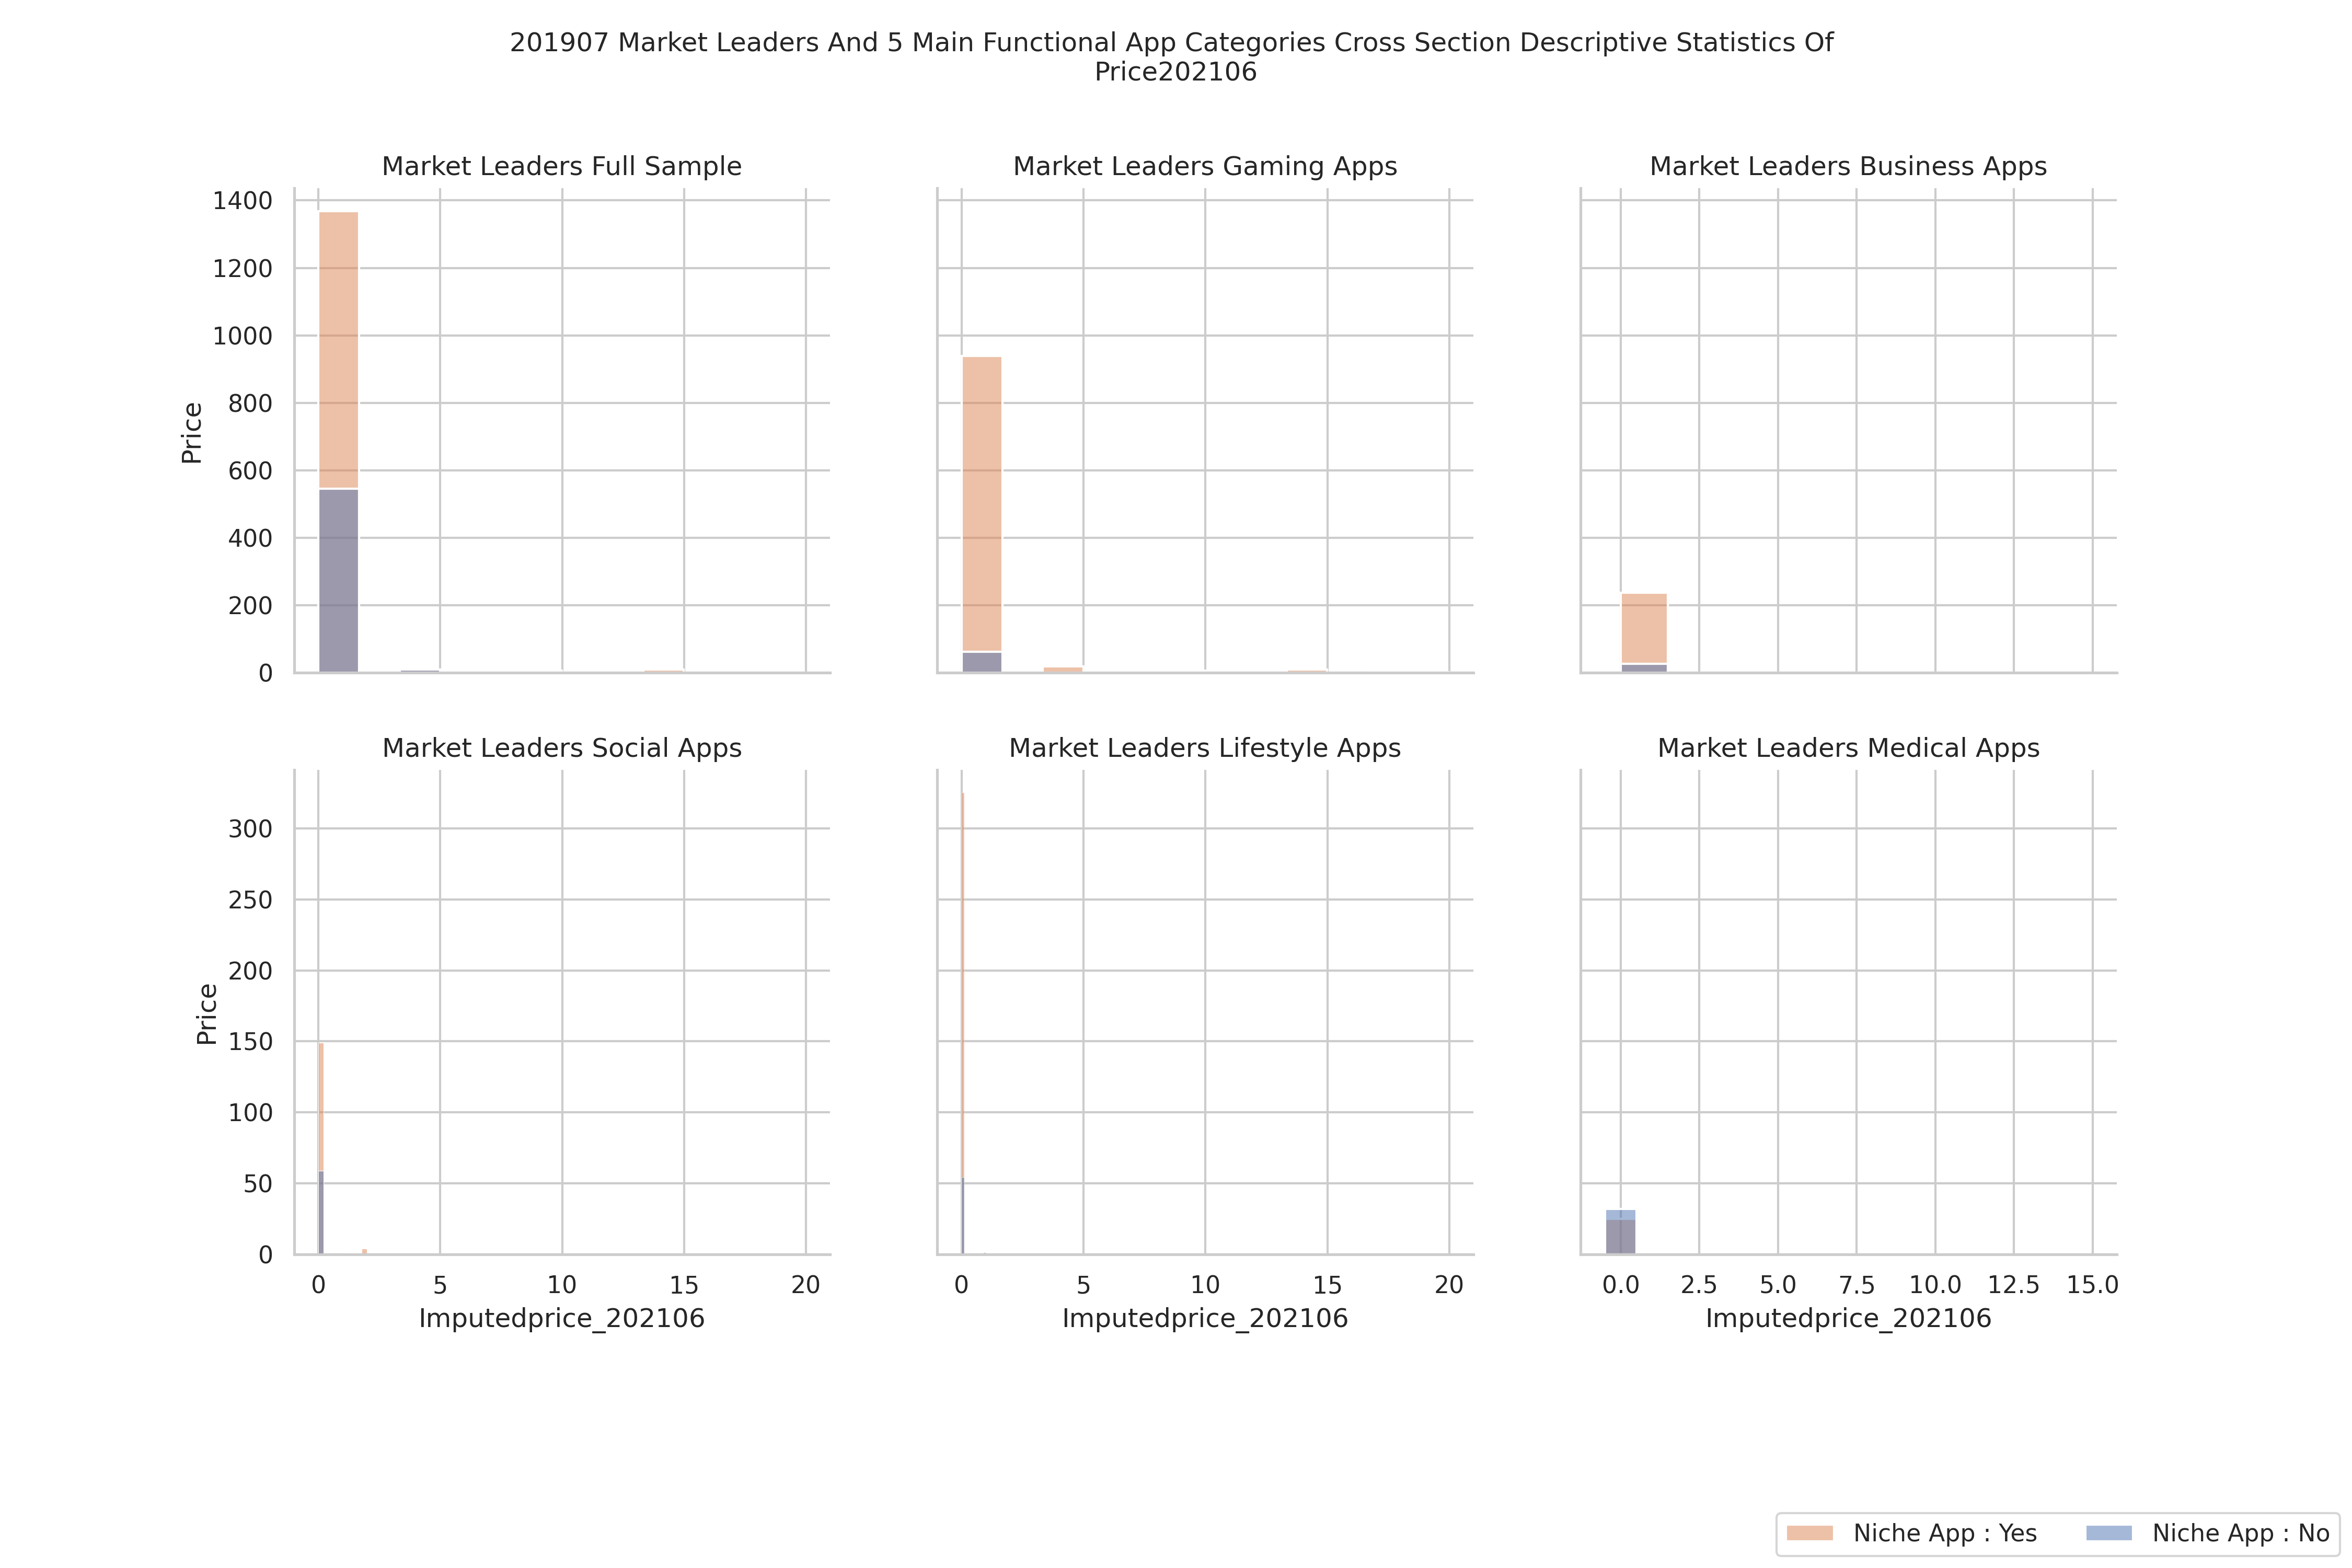 201907 Market Leaders And 5 Main Functional App Categories Cross Section Descriptive Statistics Of
Price202106
Market Leaders Full Sample
Market Leaders Gaming Apps
Market Leaders Business Apps
1400
1200
1000
800
600
400
200
0
Price
Market Leaders Social Apps
Market Leaders Lifestyle Apps
Market Leaders Medical Apps
300
250
200
150
100
50
0
Price
0 5 10 15 20
0 5 10 15 20
0.0 2.5 5.0 7.5 10.0 12.5 15.0
Imputedprice_202106
Imputedprice_202106
Imputedprice_202106
Niche App : Yes
Niche App : No